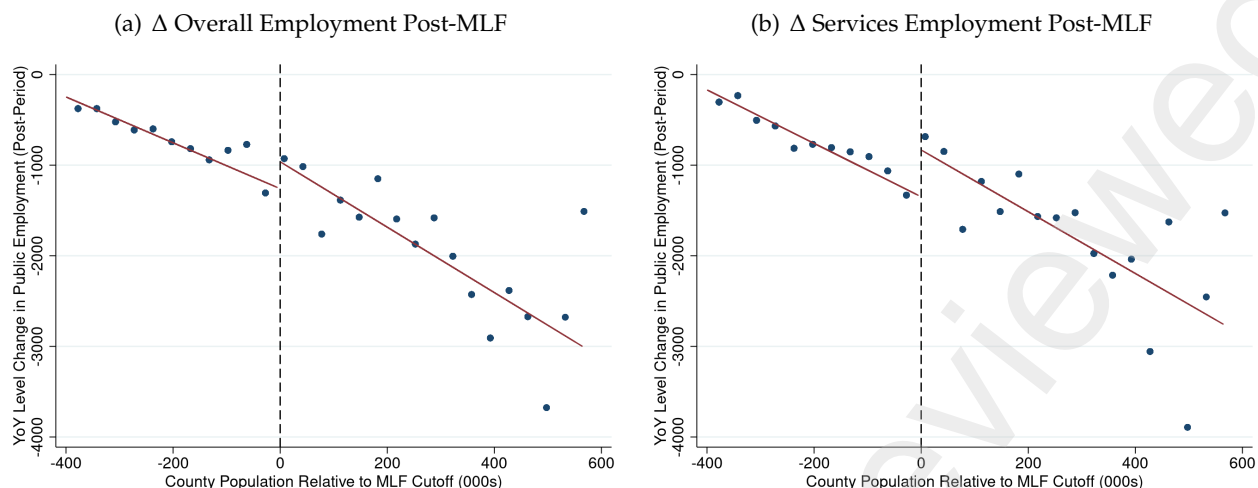 (a) Δ Overall Employment Post-MLF
YoY Level Change in Public Employment (Post-Period)
0
-1000
-2000
-3000
-4000
-400 -200 0 200 400 600
County Population Relative to MLF Cutoff (000s)
(b) Δ Services Employment Post-MLF
YoY Level Change in Public Employment (Post-Period)
0
-1000
-2000
-3000
-4000
-400 -200 0 200 400 600
County Population Relative to MLF Cutoff (000s)
eviewed